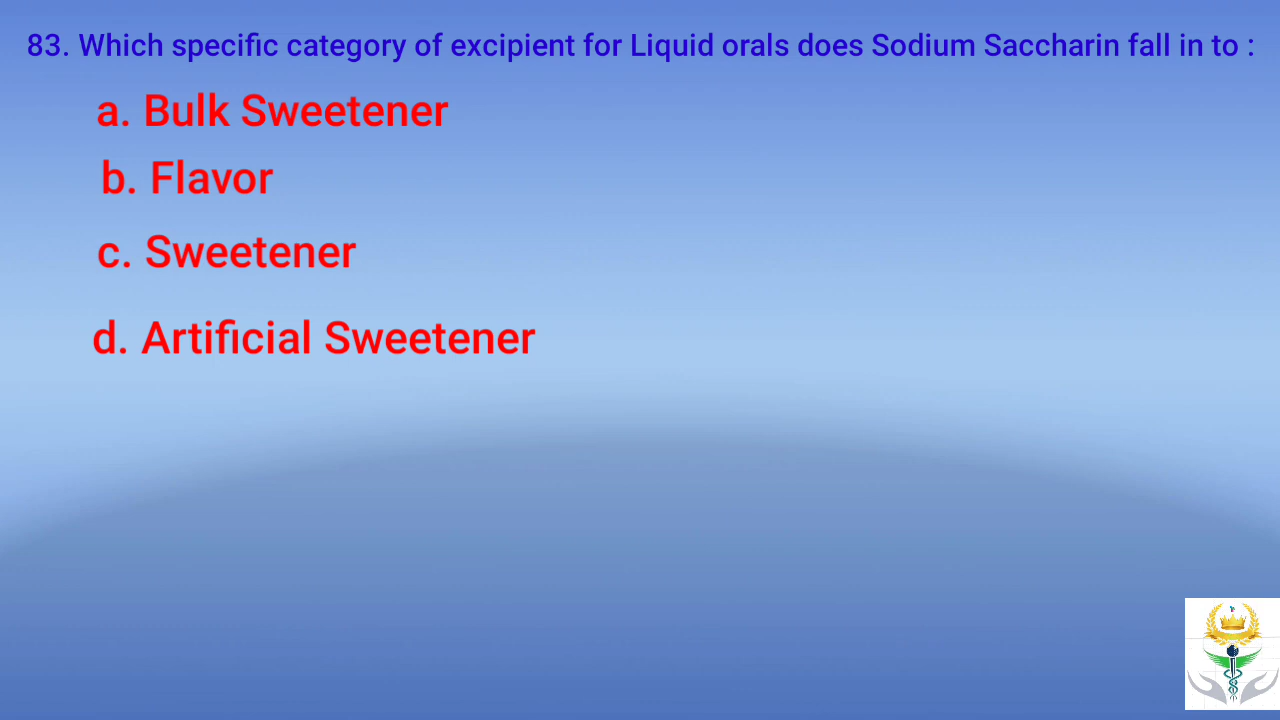 83. Which specific category of excipient for Liquid orals does Sodium Saccharin fall in to :
a. Bulk Sweetener
b. Flavor
c. Sweetener
d. Artificial Sweetener